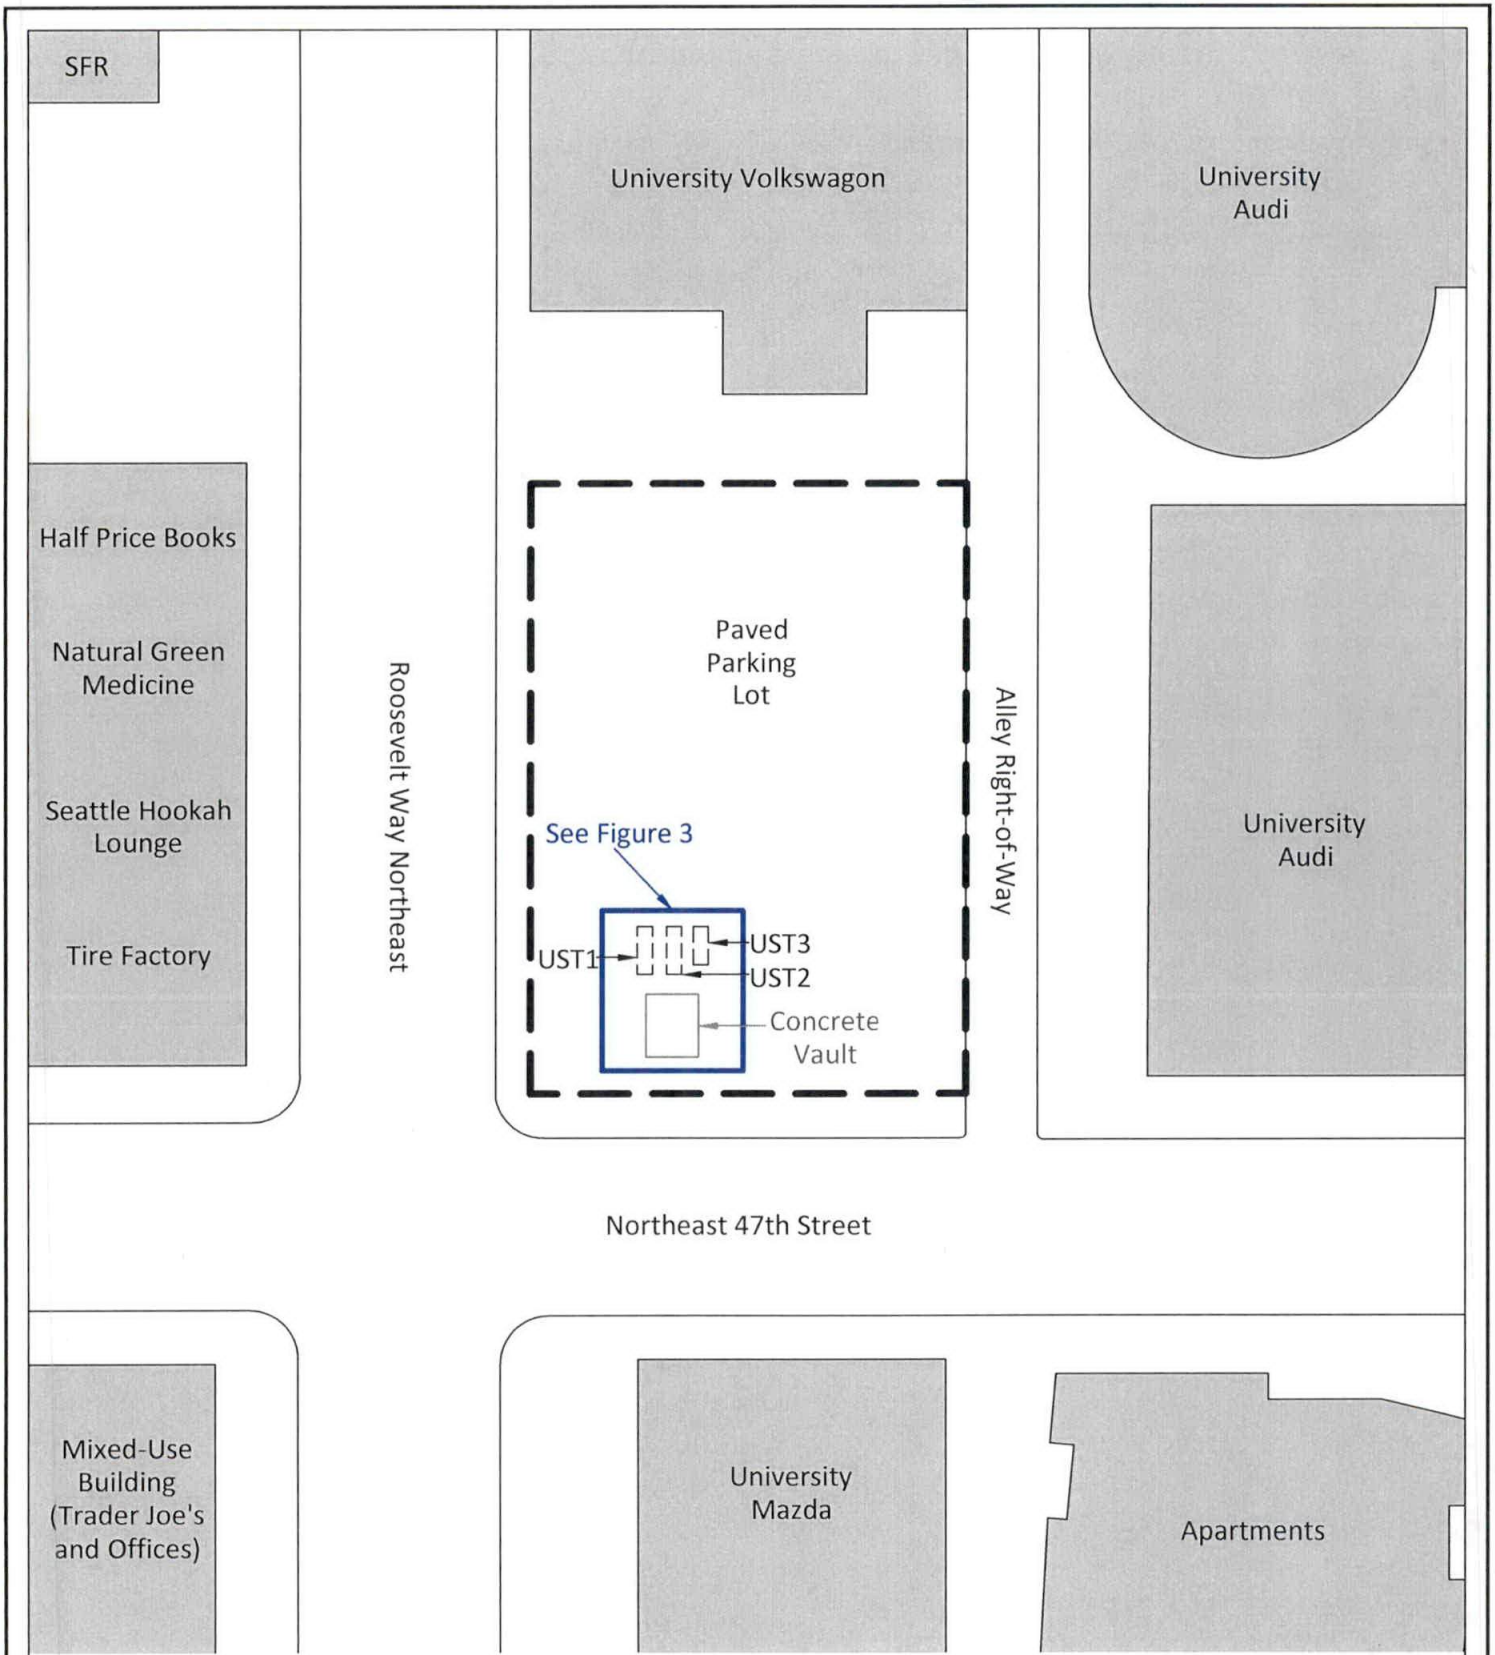 SFR
University Volkswagon
University
Audi
Half Price Books
Natural Green
Medicine
Seattle Hookah
Lounge
Tire Factory
Roosevelt Way Northeast
Paved
Parking
Lot
Alley Right-of-Way
See Figure 3
UST1
UST3
UST2
Concrete
Vault
University
Audi
Northeast 47th Street
Mixed-Use
Building
(Trader Joe's
and Offices)
University
Mazda
Apartments